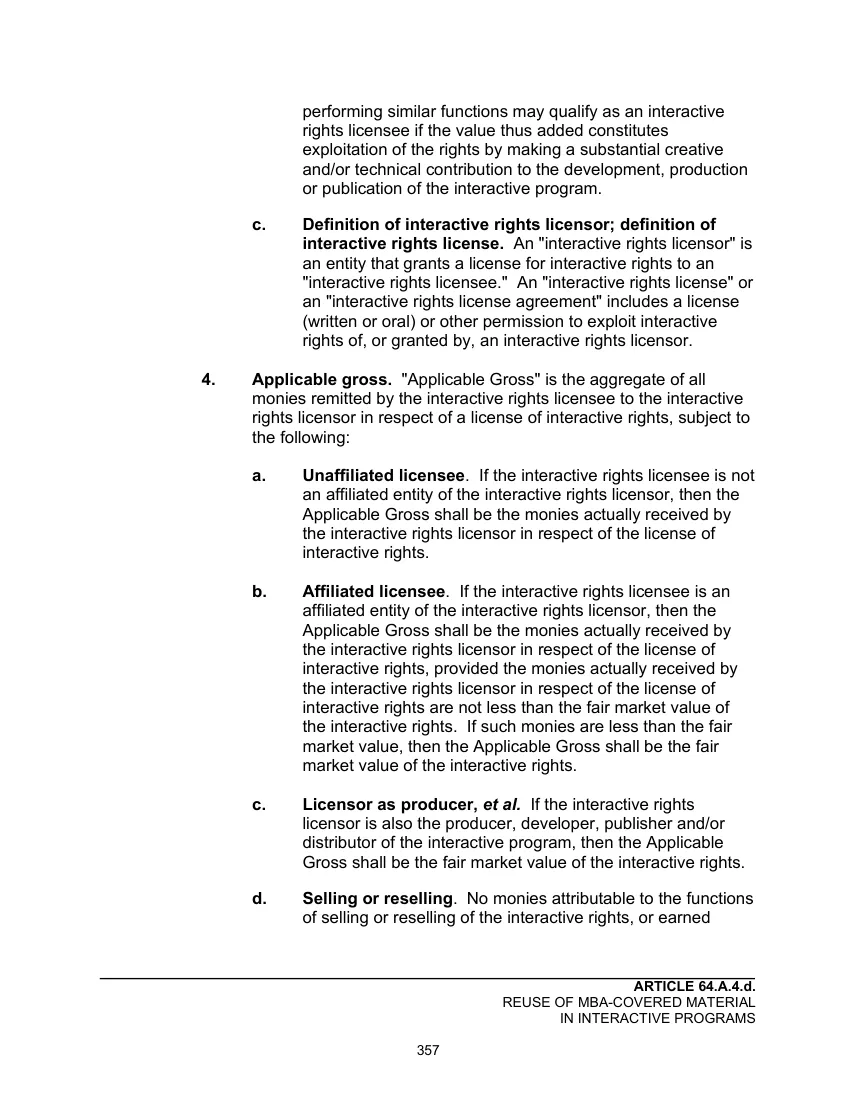 performing similar functions may qualify as an interactive
rights licensee if the value thus added constitutes
exploitation of the rights by making a substantial creative
and/or technical contribution to the development, production
or publication of the interactive program.
c. Definition of interactive rights licensor; definition of
interactive rights license. An "interactive rights licensor" is
an entity that grants a license for interactive rights to an
"interactive rights licensee." An "interactive rights license" or
an "interactive rights license agreement" includes a license
(written or oral) or other permission to exploit interactive
rights of, or granted by, an interactive rights licensor.
4. Applicable gross. "Applicable Gross" is the aggregate of all
monies remitted by the interactive rights licensee to the interactive
rights licensor in respect of a license of interactive rights, subject to
the following:
a. Unaffiliated licensee. If the interactive rights licensee is not
an affiliated entity of the interactive rights licensor, then the
Applicable Gross shall be the monies actually received by
the interactive rights licensor in respect of the license of
interactive rights.
b. Affiliated licensee. If the interactive rights licensee is an
affiliated entity of the interactive rights licensor, then the
Applicable Gross shall be the monies actually received by
the interactive rights licensor in respect of the license of
interactive rights, provided the monies actually received by
the interactive rights licensor in respect of the license of
interactive rights are not less than the fair market value of
the interactive rights. If such monies are less than the fair
market value, then the Applicable Gross shall be the fair
market value of the interactive rights.
c. Licensor as producer, et al. If the interactive rights
licensor is also the producer, developer, publisher and/or
distributor of the interactive program, then the Applicable
Gross shall be the fair market value of the interactive rights.
d. Selling or reselling. No monies attributable to the functions
of selling or reselling of the interactive rights, or earned
ARTICLE 64.A.4.d.
REUSE OF MBA-COVERED MATERIAL
IN INTERACTIVE PROGRAMS
357